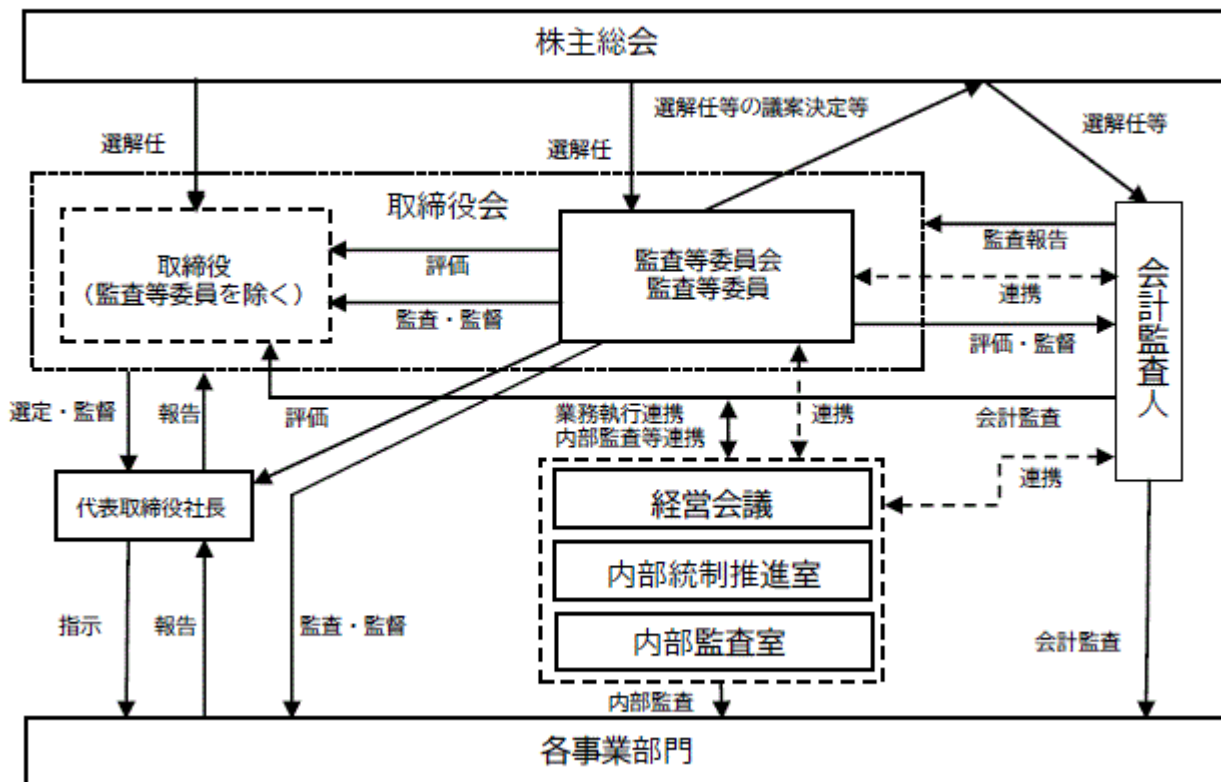 株主総会
選解任
選解任
選解任等の議案決定等
選解任等
取締役会
取締役
（監査等委員を除く）
評価
監査・監督
監査等委員会
監査等委員
監査報告
連携
評価・監督
会計監査人
選定・監督
報告
評価
業務執行連携
内部監査等連携
連携
会計監査
連携
代表取締役社長
経営会議
内部統制推進室
内部監査室
指示
報告
監査・監督
内部監査
会計監査
各事業部門